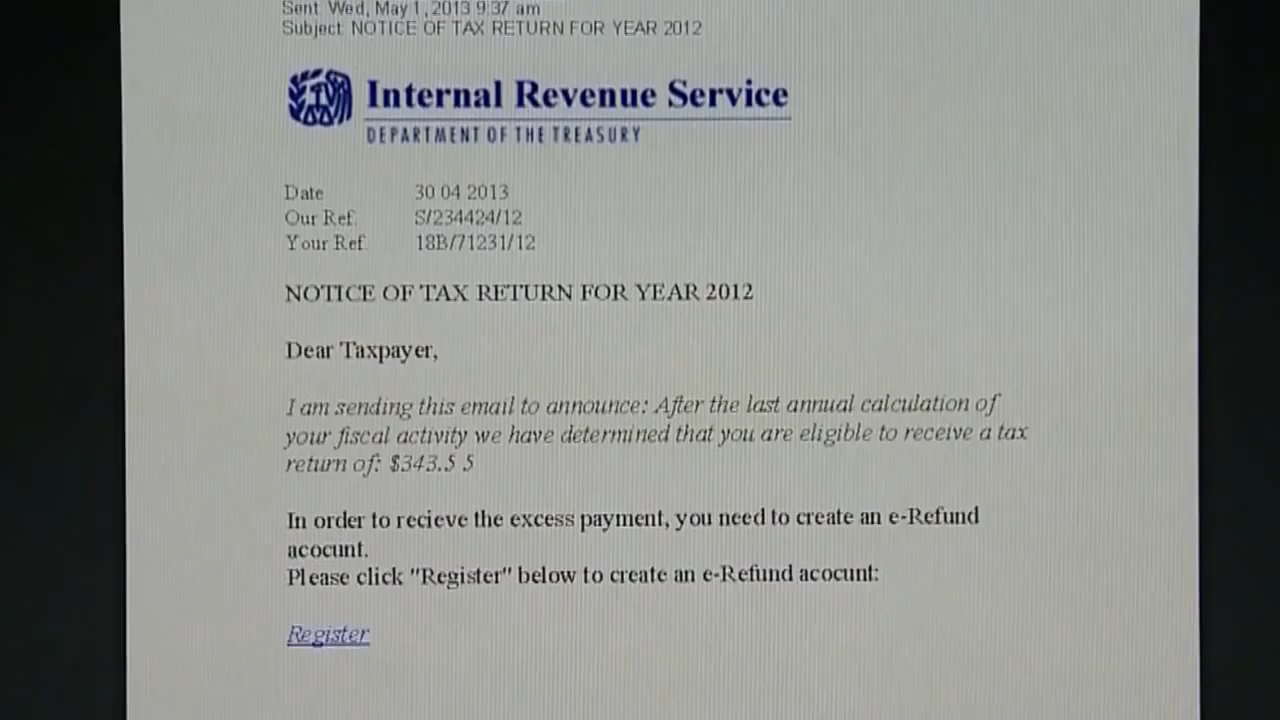 Sent Wed, May 1, 2013 9:37 am
Subject: NOTICE OF TAX RETURN FOR YEAR 2012
Internal Revenue Service
DEPARTMENT OF THE TREASURY
Date 30 04 2013
Our Ref. S/234424/12
Your Ref. 18B/71231/12
NOTICE OF TAX RETURN FOR YEAR 2012
Dear Taxpayer,
I am sending this email to announce: After the last annual calculation of
your fiscal activity we have determined that you are eligible to receive a tax
return of: $343.5 5
In order to recieve the excess payment, you need to create an e-Refund
acocunt.
Please click "Register" below to create an e-Refund acocunt:
Register